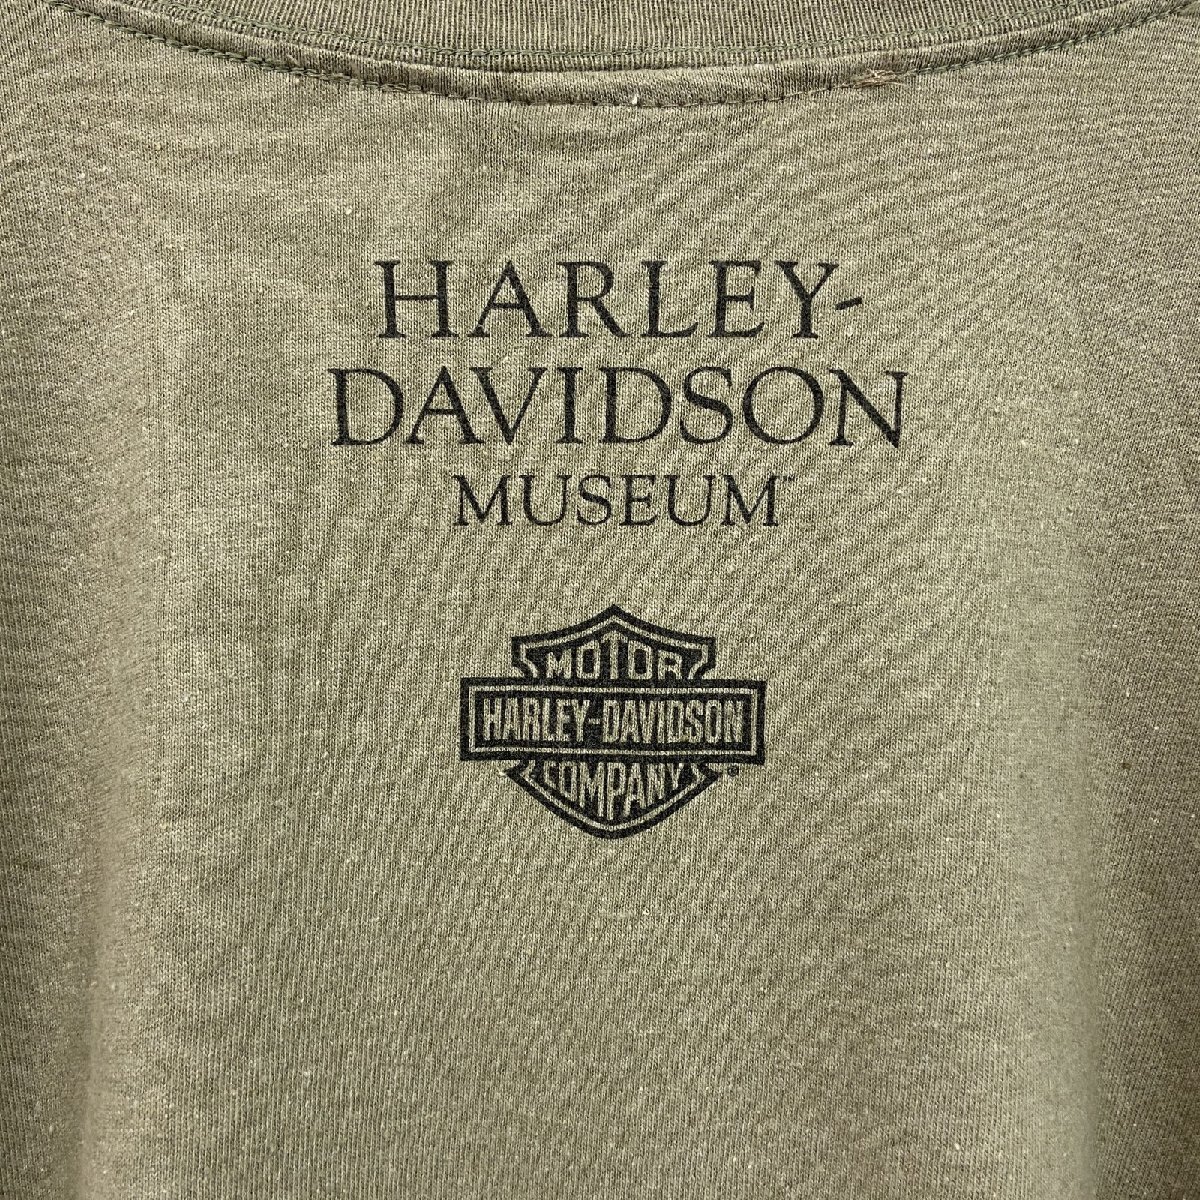 HARLEY-
DAVIDSON
MUSEUM™
MOTOR
HARLEY-DAVIDSON
COMPANY
®